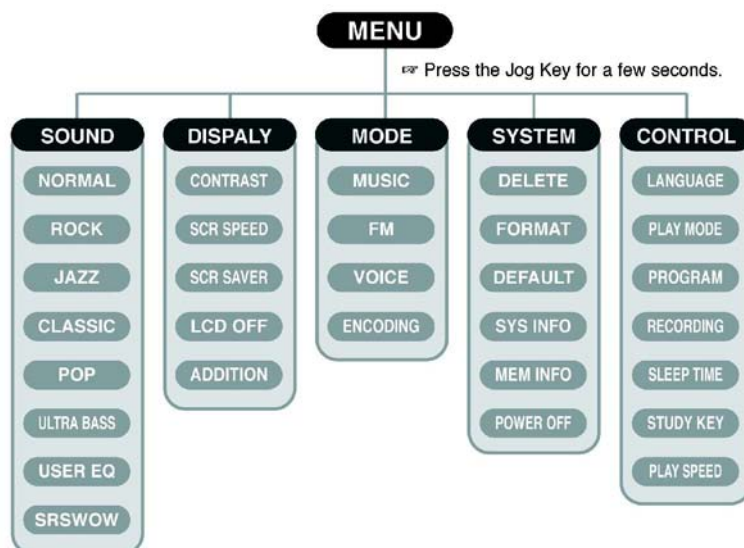 MENU
☞ Press the Jog Key for a few seconds.
SOUND
NORMAL
ROCK
JAZZ
CLASSIC
POP
ULTRA BASS
USER EQ
SRSWOW
DISPALY
CONTRAST
SCR SPEED
SCR SAVER
LCD OFF
ADDITION
MODE
MUSIC
FM
VOICE
ENCODING
SYSTEM
DELETE
FORMAT
DEFAULT
SYS INFO
MEM INFO
POWER OFF
CONTROL
LANGUAGE
PLAY MODE
PROGRAM
RECORDING
SLEEP TIME
STUDY KEY
PLAY SPEED